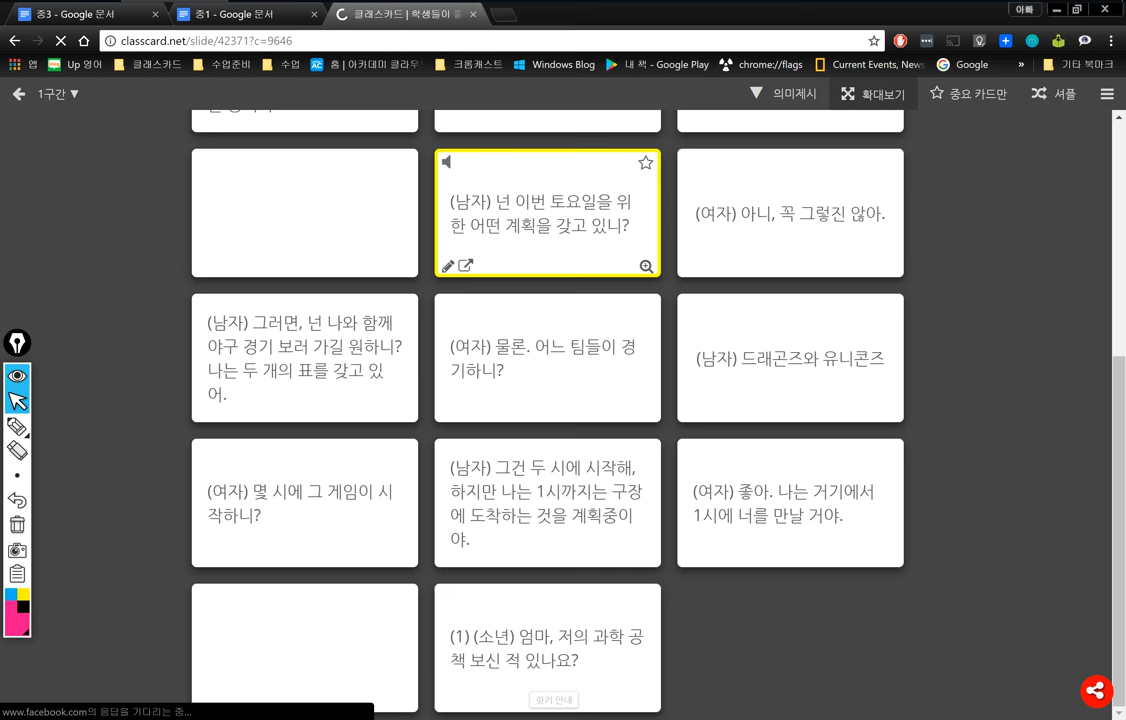 중3 - Google 문서
중1 - Google 문서
클래스카드 | 학생들이 좋
아빠
classcard.net/slide/42371?c=9646
앱
Up 영어
클래스카드
수업준비
수업
홈 | 아카데미 클라우
크롬캐스트
Windows Blog
내 책 - Google Play
chrome://flags
Current Events, News
Google
»
기타 북마크
1구간 ▼
▼ 의미제시
확대보기
중요 카드만
셔플
(남자) 넌 이번 토요일을 위
한 어떤 계획을 갖고 있니?
(여자) 아니, 꼭 그렇진 않아.
(남자) 그러면, 넌 나와 함께
야구 경기 보러 가길 원하니?
나는 두 개의 표를 갖고 있
어.
(여자) 물론. 어느 팀들이 경
기하니?
(남자) 드래곤즈와 유니콘즈
(여자) 몇 시에 그 게임이 시
작하니?
(남자) 그건 두 시에 시작해,
하지만 나는 1시까지는 구장
에 도착하는 것을 계획중이
야.
(여자) 좋아. 나는 거기에서
1시에 너를 만날 거야.
(1) (소년) 엄마, 저의 과학 공
책 보신 적 있나요?
핫키 안내
www.facebook.com의 응답을 기다리는 중...